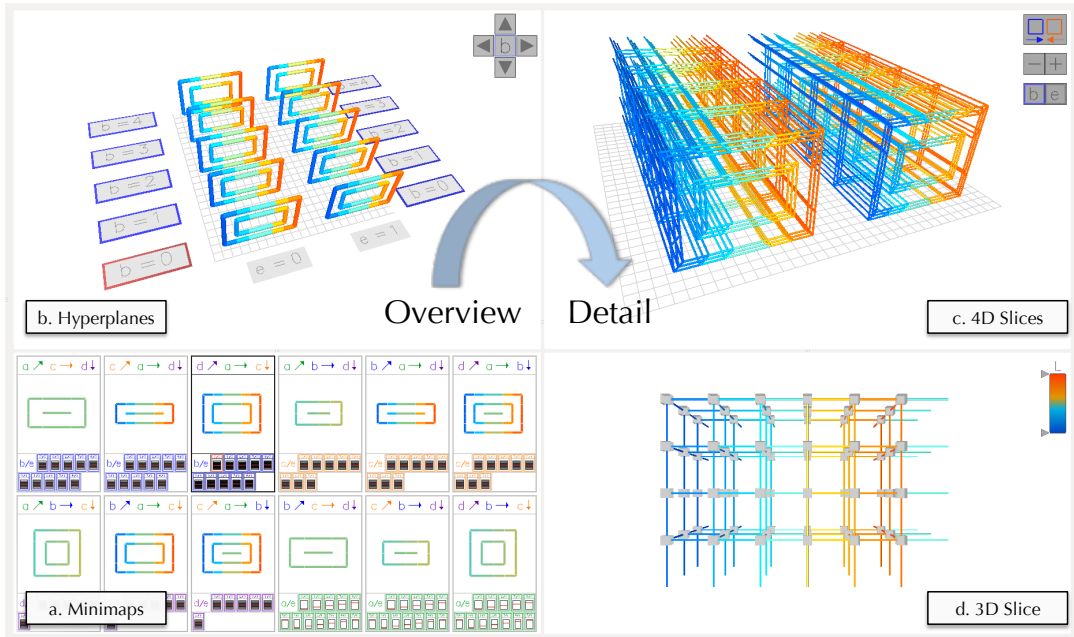 b
b = 4
b = 3
b = 2
b = 1
b = 0
b = 4
b = 3
b = 2
b = 1
b = 0
e = 0
e = 1
b. Hyperplanes
Overview
Detail
− +
b e
c. 4D Slices
a ↗ c → d ↓
c ↗ a → d ↓
d ↗ a → c ↓
a ↗ b → d ↓
b ↗ a → d ↓
d ↗ a → b ↓
b/e
b/e
b/e
c/e
c/e
c/e
a ↗ b → c ↓
b ↗ a → c ↓
c ↗ a → b ↓
b ↗ c → d ↓
c ↗ b → d ↓
d ↗ b → c ↓
d/e
a/e
a/e
a/e
a. Minimaps
L
d. 3D Slice